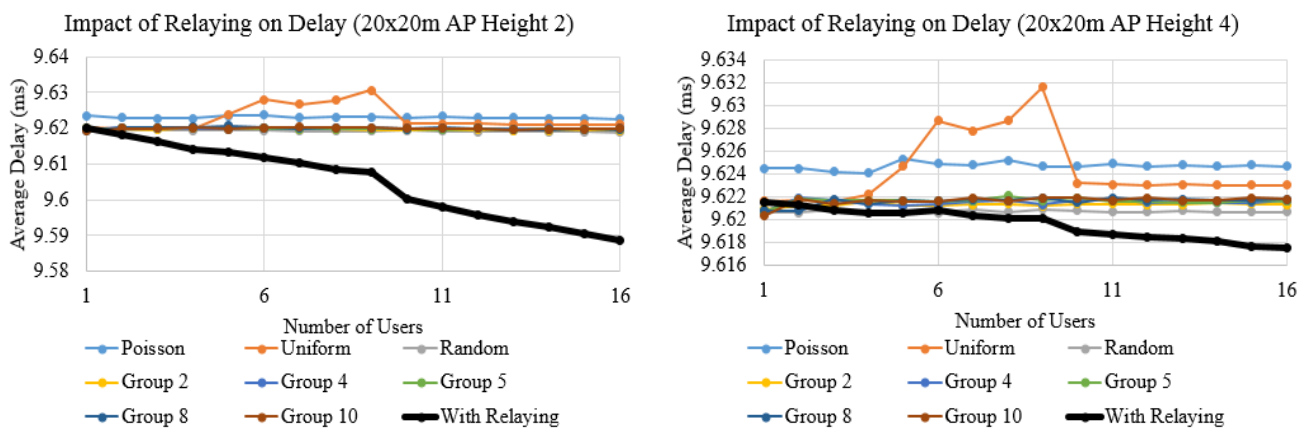 Impact of Relaying on Delay (20x20m AP Height 2)
Average Delay (ms)
9.64
9.63
9.62
9.61
9.6
9.59
9.58
1 6 11 16
Number of Users
Poisson Uniform Random
Group 2 Group 4 Group 5
Group 8 Group 10 With Relaying
Impact of Relaying on Delay (20x20m AP Height 4)
Average Delay (ms)
9.634
9.632
9.63
9.628
9.626
9.624
9.622
9.62
9.618
9.616
1 6 11 16
Number of Users
Poisson Uniform Random
Group 2 Group 4 Group 5
Group 8 Group 10 With Relaying